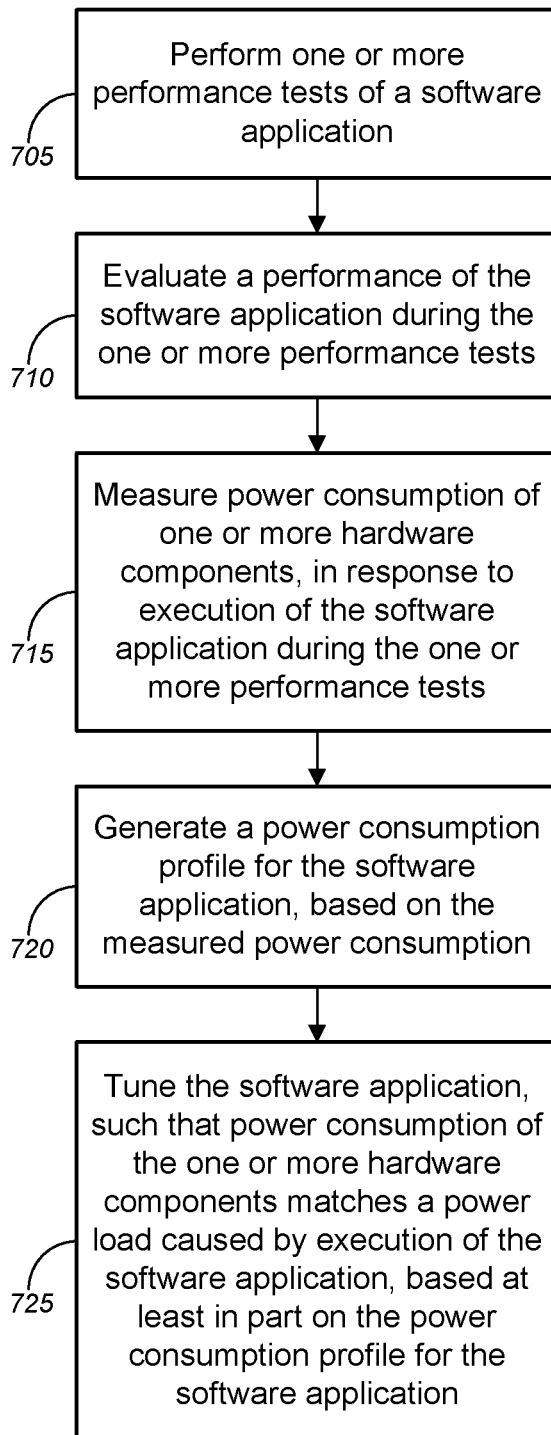 Perform one or more
performance tests of a software
application
705
Evaluate a performance of the
software application during the
one or more performance tests
710
Measure power consumption of
one or more hardware
components, in response to
execution of the software
application during the one or
more performance tests
715
Generate a power consumption
profile for the software
application, based on the
measured power consumption
720
Tune the software application,
such that power consumption of
the one or more hardware
components matches a power
load caused by execution of the
software application, based at
least in part on the power
consumption profile for the
software application
725